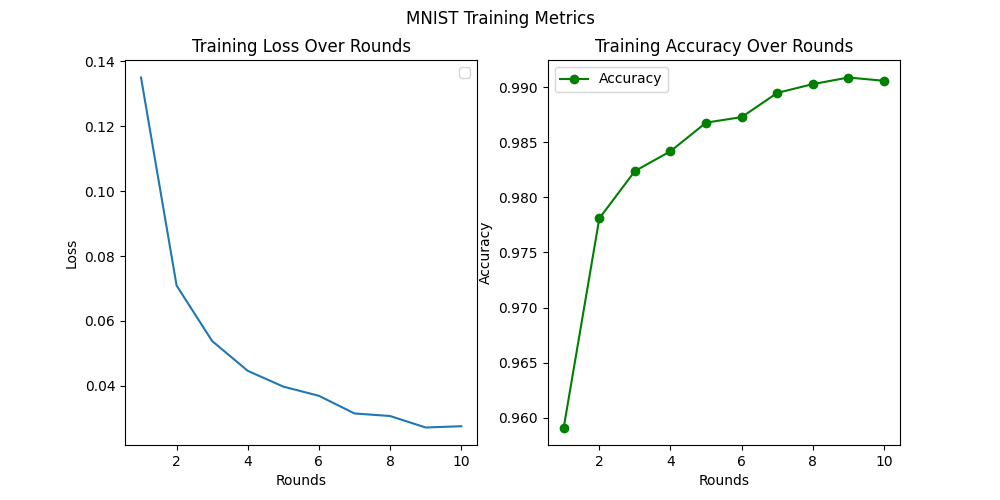 MNIST Training Metrics
Training Loss Over Rounds
0.14
0.12
0.10
0.08
0.06
0.04
Loss
2 4 6 8 10
Rounds
Training Accuracy Over Rounds
Accuracy
0.990
0.985
0.980
0.975
0.970
0.965
0.960
Accuracy
2 4 6 8 10
Rounds